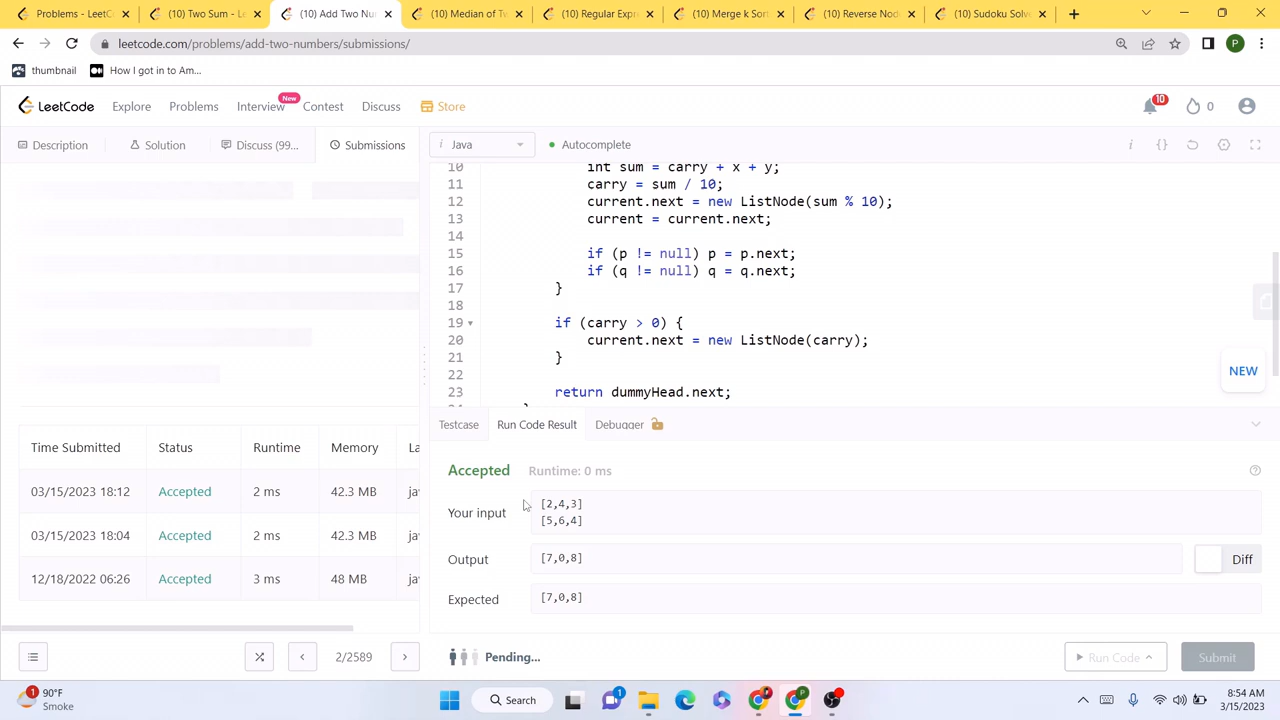 Problems - LeetC
(10) Two Sum - Le
(10) Add Two Nu
(10) Median of Tw
(10) Regular Expr
(10) Merge k Sort
(10) Reverse Node
(10) Sudoku Solve
leetcode.com/problems/add-two-numbers/submissions/
P
thumbnail
How I got in to Am...
LeetCode
Explore
Problems
Interview
New
Contest
Discuss
Store
10
0
Description
Solution
Discuss (99...
Submissions
i Java
Autocomplete
i
{}
10 int sum = carry + x + y;
11 carry = sum / 10;
12 current.next = new ListNode(sum % 10);
13 current = current.next;
14
15 if (p != null) p = p.next;
16 if (q != null) q = q.next;
17 }
18
19 if (carry > 0) {
20 current.next = new ListNode(carry);
21 }
22
23 return dummyHead.next;
NEW
Testcase
Run Code Result
Debugger
Accepted
Runtime: 0 ms
Your input
[2,4,3]
[5,6,4]
Output
[7,0,8]
Diff
Expected
[7,0,8]
Time Submitted Status Runtime Memory La
03/15/2023 18:12 Accepted 2 ms 42.3 MB ja
03/15/2023 18:04 Accepted 2 ms 42.3 MB ja
12/18/2022 06:26 Accepted 3 ms 48 MB ja
2/2589
Pending...
Run Code
Submit
1
90°F
Smoke
Search
1
P
8:54 AM
3/15/2023